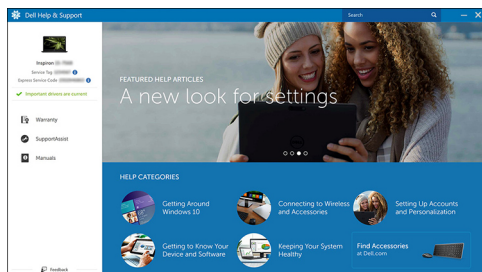 Dell Help & Support
Search
Inspiron
Service Tag
Express Service Code
Important drivers are current
Warranty
SupportAssist
Manuals
Feedback
FEATURED HELP ARTICLES
A new look for settings
HELP CATEGORIES
Getting Around
Windows 10
Connecting to Wireless
and Accessories
Setting Up Accounts
and Personalization
Getting to Know Your
Device and Software
Keeping Your System
Healthy
Find Accessories
at Dell.com